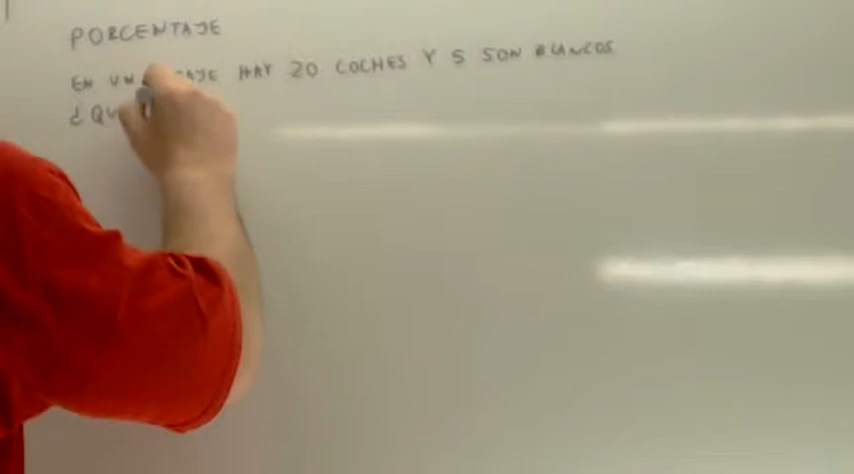 PORCENTAJE
EN UN HAY 20 COCHES Y 5 SON BLANCOS